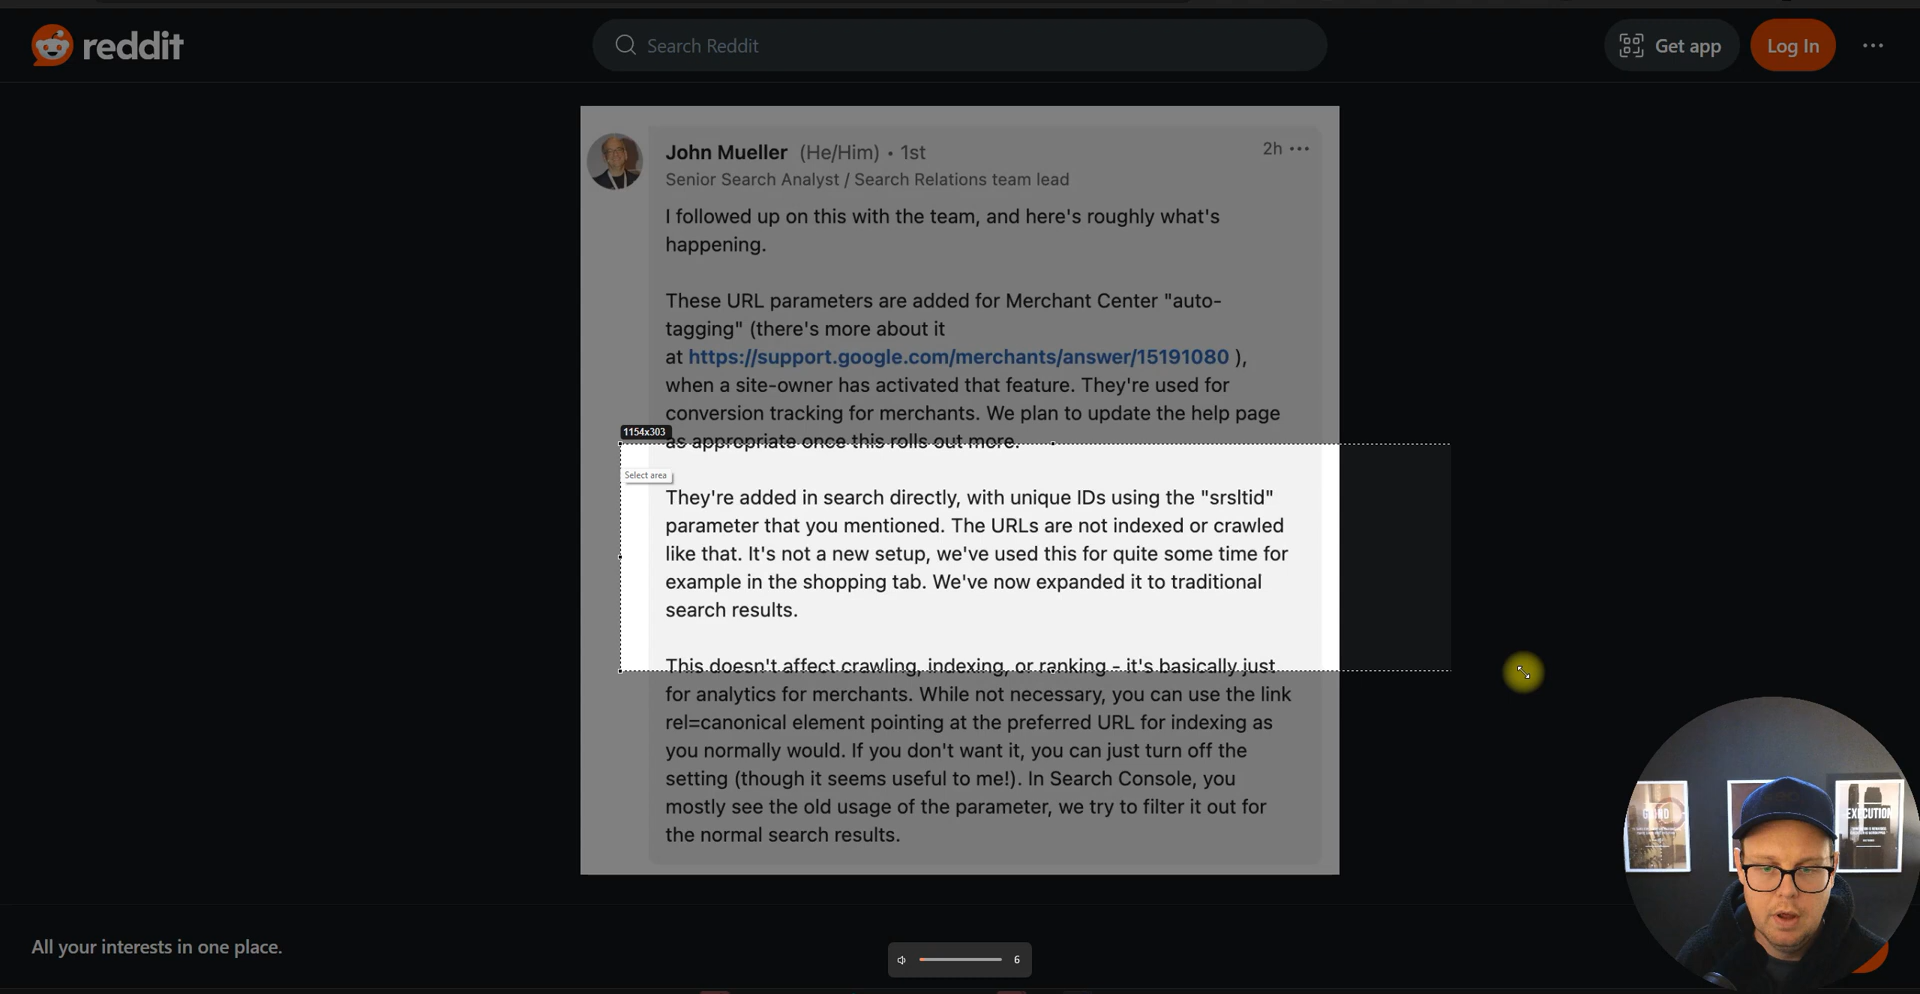 reddit
Search Reddit
Get app
Log In
John Mueller (He/Him) • 1st
2h
Senior Search Analyst / Search Relations team lead
I followed up on this with the team, and here's roughly what's
happening.
These URL parameters are added for Merchant Center "auto-
tagging" (there's more about it
at https://support.google.com/merchants/answer/15191080 ),
when a site-owner has activated that feature. They're used for
conversion tracking for merchants. We plan to update the help page
as appropriate once this rolls out more.
1154x303
Select area
They're added in search directly, with unique IDs using the "srsltid"
parameter that you mentioned. The URLs are not indexed or crawled
like that. It's not a new setup, we've used this for quite some time for
example in the shopping tab. We've now expanded it to traditional
search results.
This doesn't affect crawling, indexing, or ranking - it's basically just
for analytics for merchants. While not necessary, you can use the link
rel=canonical element pointing at the preferred URL for indexing as
you normally would. If you don't want it, you can just turn off the
setting (though it seems useful to me!). In Search Console, you
mostly see the old usage of the parameter, we try to filter it out for
the normal search results.
EXECUTION
All your interests in one place.
6